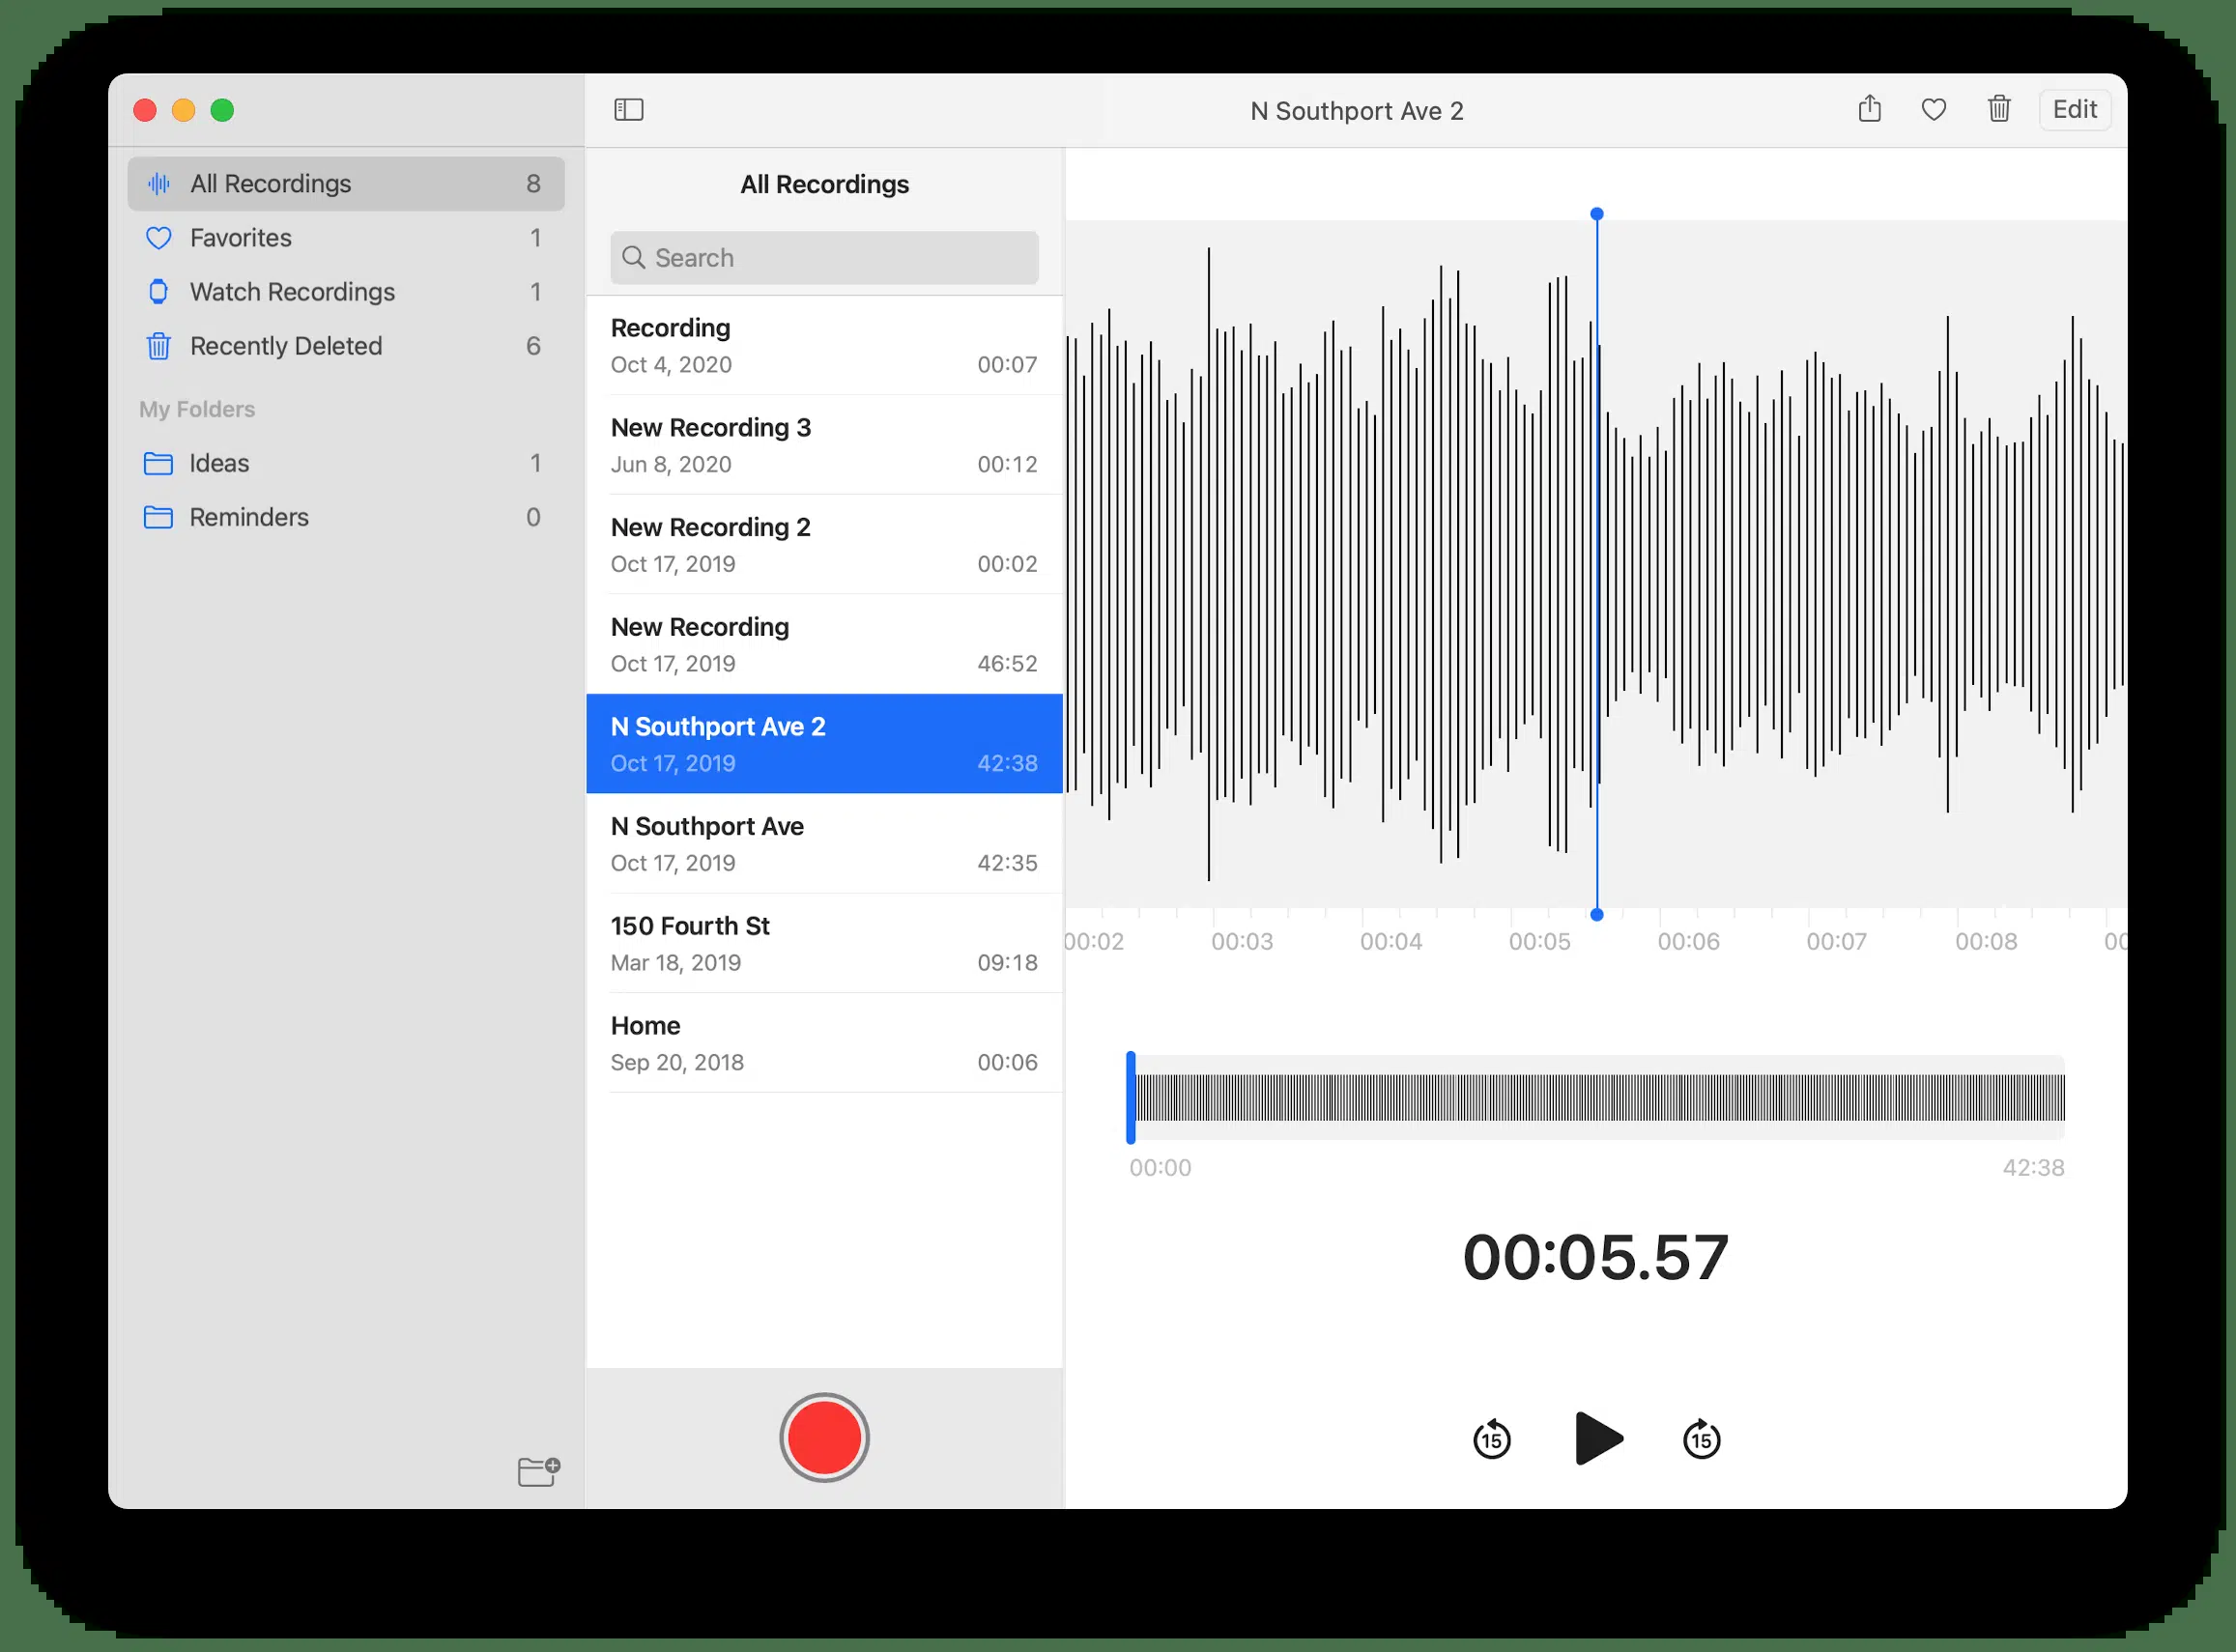 N Southport Ave 2
Edit
All Recordings 8
Favorites 1
Watch Recordings 1
Recently Deleted 6
My Folders
Ideas 1
Reminders 0
All Recordings
Search
Recording
Oct 4, 2020 00:07
New Recording 3
Jun 8, 2020 00:12
New Recording 2
Oct 17, 2019 00:02
New Recording
Oct 17, 2019 46:52
N Southport Ave 2
Oct 17, 2019 42:38
N Southport Ave
Oct 17, 2019 42:35
150 Fourth St
Mar 18, 2019 09:18
Home
Sep 20, 2018 00:06
00:02 00:03 00:04 00:05 00:06 00:07 00:08
00:00 42:38
00:05.57
15 15